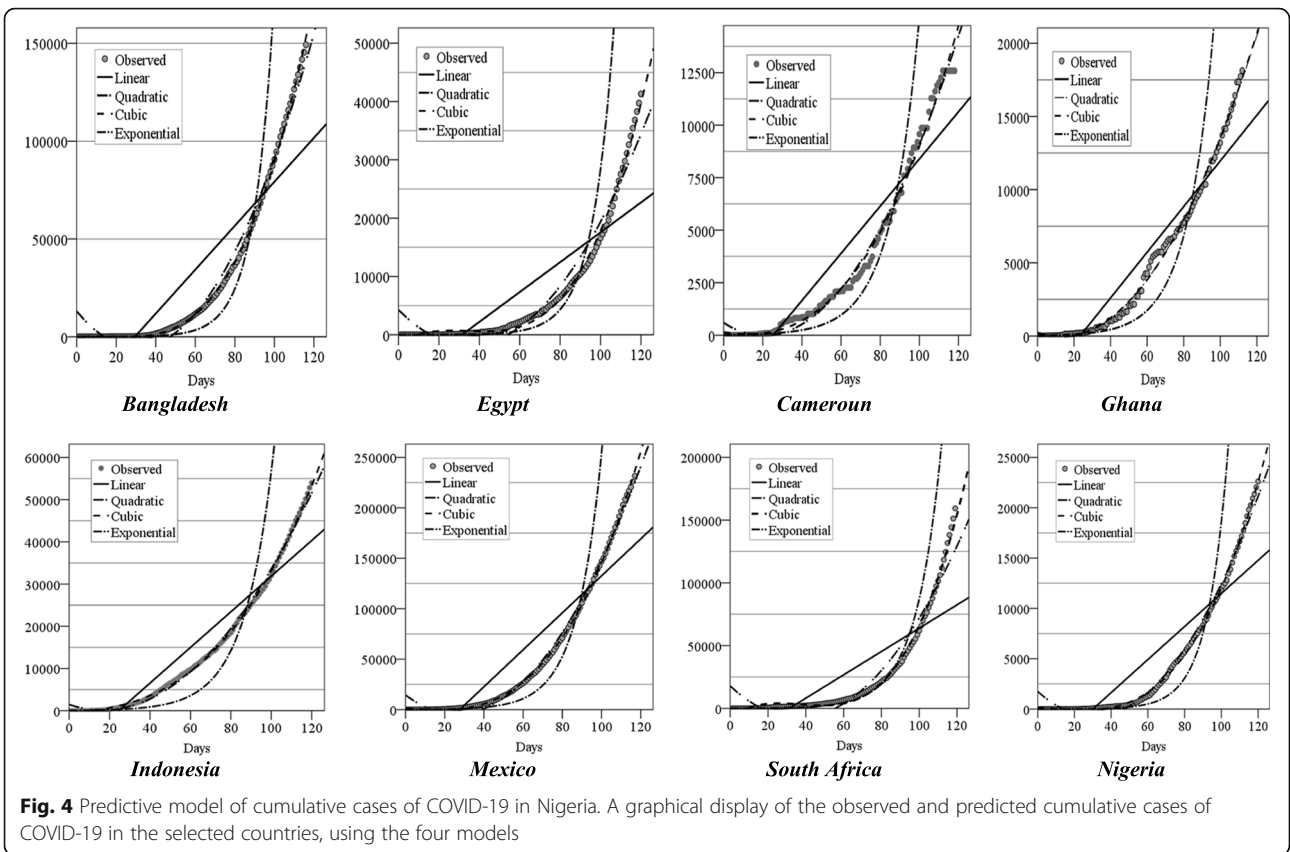 150000
100000
50000
0
Observed
Linear
Quadratic
Cubic
Exponential
0 20 40 60 80 100 120
Days
Bangladesh
50000
40000
30000
20000
10000
0
Observed
Linear
Quadratic
Cubic
Exponential
0 20 40 60 80 100 120
Days
Egypt
12500
10000
7500
5000
2500
0
Observed
Linear
Quadratic
Cubic
Exponential
0 20 40 60 80 100 120
Days
Cameroun
20000
15000
10000
5000
0
Observed
Linear
Quadratic
Cubic
Exponential
0 20 40 60 80 100 120
Days
Ghana
60000
50000
40000
30000
20000
10000
0
Observed
Linear
Quadratic
Cubic
Exponential
0 20 40 60 80 100 120
Days
Indonesia
250000
200000
150000
100000
50000
0
Observed
Linear
Quadratic
Cubic
Exponential
0 20 40 60 80 100 120
Days
Mexico
200000
150000
100000
50000
0
Observed
Linear
Quadratic
Cubic
Exponential
0 20 40 60 80 100 120
Days
South Africa
25000
20000
15000
10000
5000
0
Observed
Linear
Quadratic
Cubic
Exponential
0 20 40 60 80 100 120
Days
Nigeria
Fig. 4 Predictive model of cumulative cases of COVID-19 in Nigeria. A graphical display of the observed and predicted cumulative cases of
COVID-19 in the selected countries, using the four models